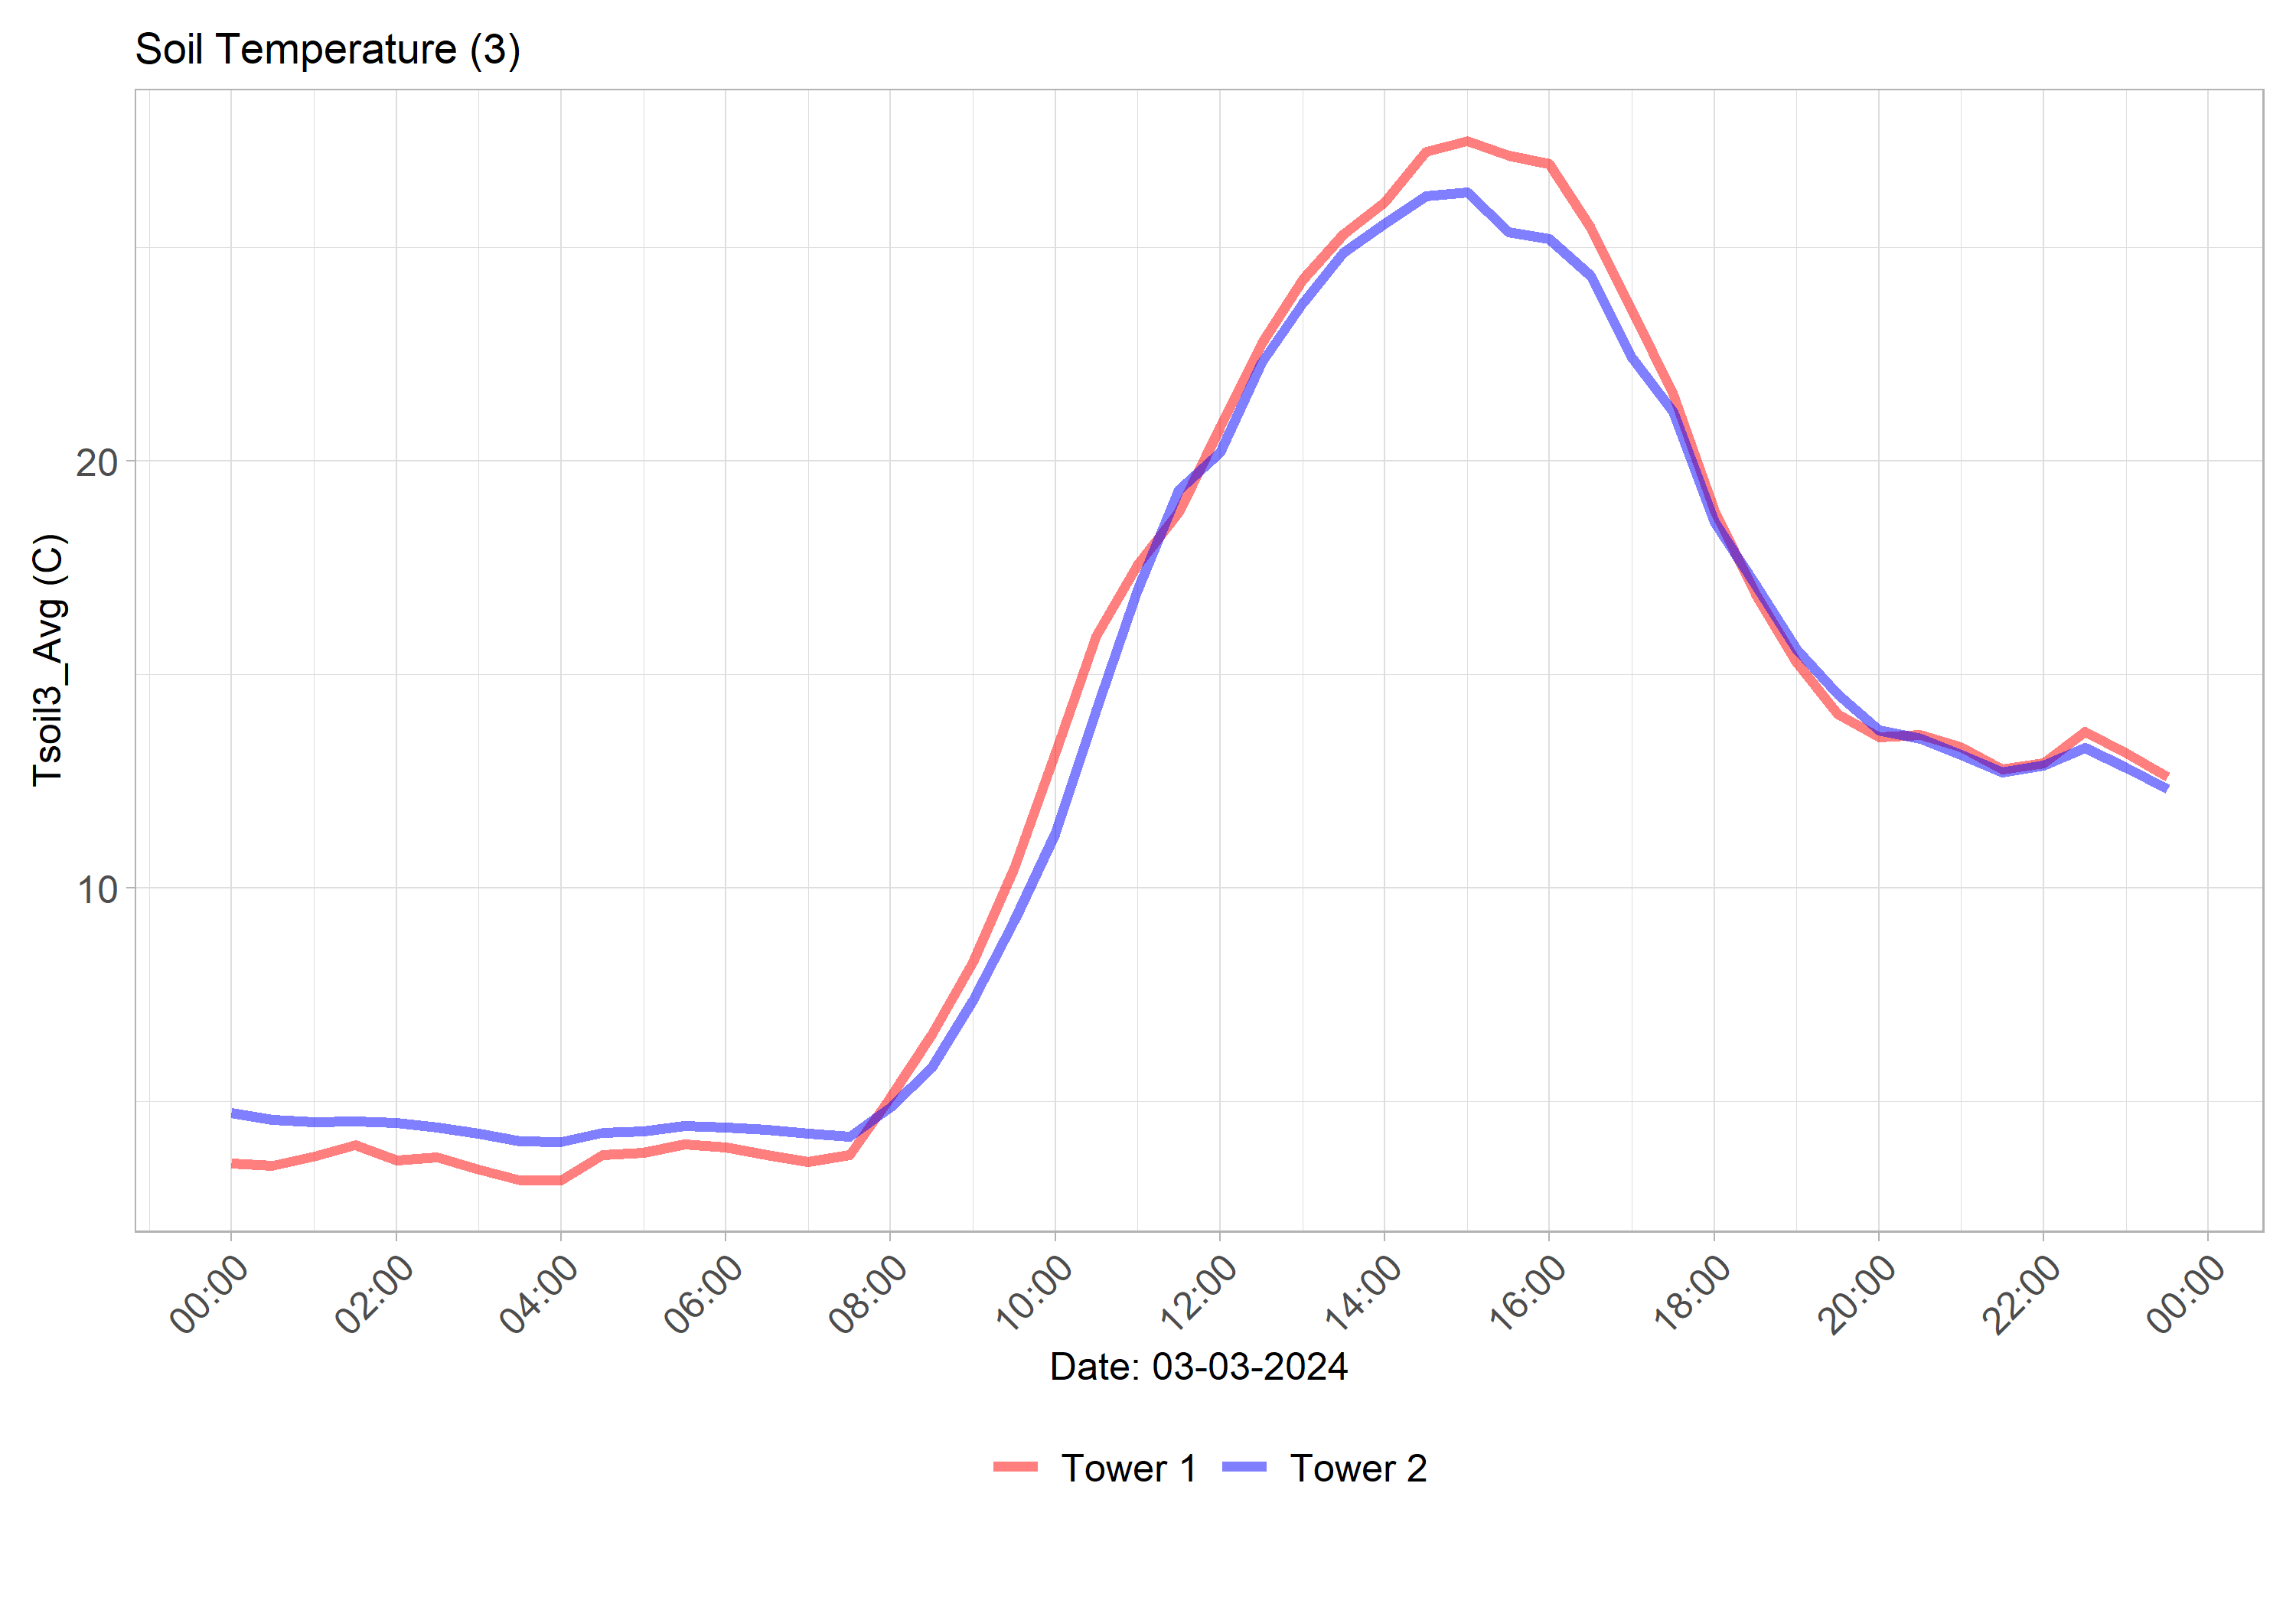 Soil Temperature (3)
Tsoil3_Avg (C)
20
10
00:00 02:00 04:00 06:00 08:00 10:00 12:00 14:00 16:00 18:00 20:00 22:00 00:00
Date: 03-03-2024
Tower 1 Tower 2